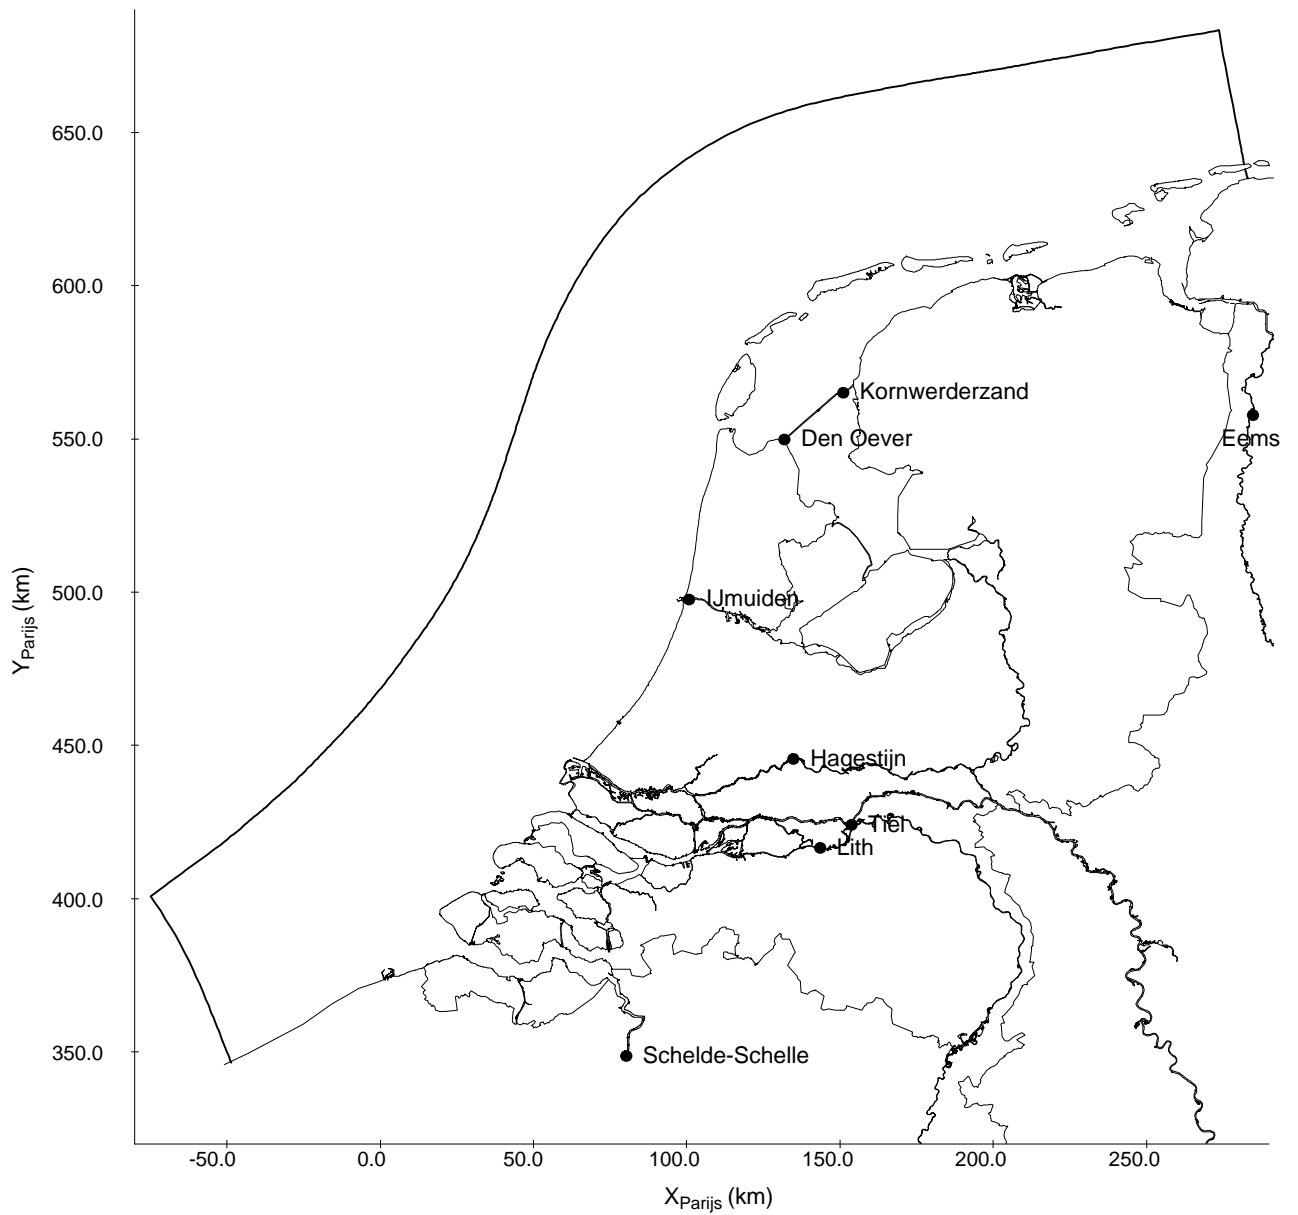 650.0
600.0
Kornwerderzand
550.0
Den Oever
Eems
500.0
IJmuiden
Y Parijs (km)
450.0
Hagestijn
Tiel
Lith
400.0
350.0
Schelde-Schelle
-50.0 0.0 50.0 100.0 150.0 200.0 250.0
X Parijs (km)